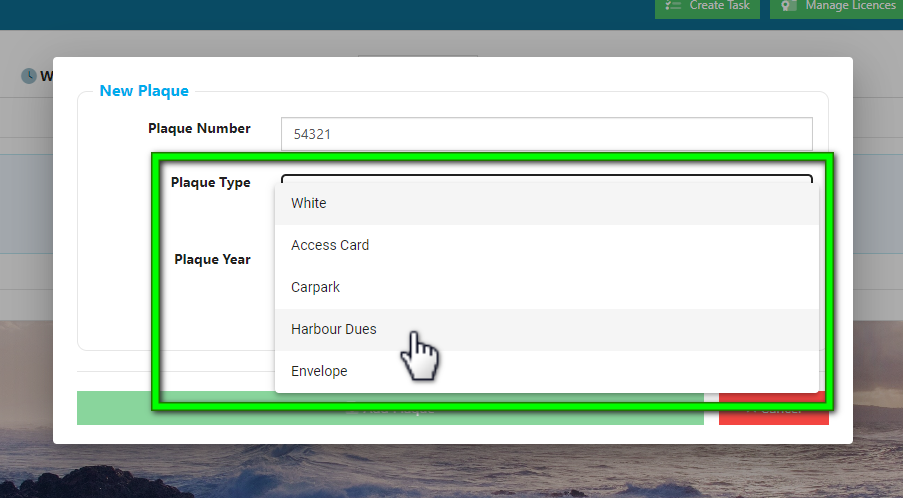 Create Task
Manage Licences
W
New Plaque
Plaque Number
54321
Plaque Type
White
Access Card
Carpark
Plaque Year
Harbour Dues
Envelope
Plaque
Cancel